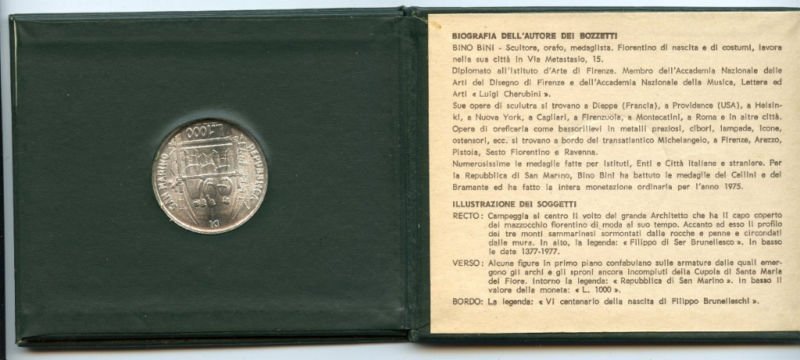 L.1000
BIOGRAFIA DELL'AUTORE DEI BOZZETTI
BINO BINI - Scultore, orafo, medaglista. Fiorentino di nascita e di costumi, lavora
nella sua città in Via Metastasio, 15.
Diplomato all'Istituto d'Arte di Firenze. Membro dell'Accademia Nazionale delle
Arti del Disegno di Firenze e dell'Accademia Nazionale della Musica, Lettere ed
Arti « Luigi Cherubini ».
Sue opere di scultura si trovano a Dieppe (Francia), a Providence (USA), a Helsin-
ki, a Nuova York, a Cagliari, a Firenzuola, a Montecatini, a Roma e in altre città.
Opere di oreficeria come bassorilievi in metalli preziosi, cibori, lampade, icone,
ostensori, ecc. si trovano a bordo del transatlantico Michelangelo, a Firenze, Arezzo,
Pistoia, Sesto Fiorentino e Ravenna.
Numerosissime le medaglie fatte per Istituti, Enti e Città italiane e straniere. Per
la Repubblica di San Marino, Bino Bini ha battuto le medaglie del Cellini e del
Bramante ed ha fatto la intera monetazione ordinaria per l'anno 1975.
ILLUSTRAZIONE DEI SOGGETTI
RECTO: Campeggia al centro il volto del grande Architetto che ha il capo coperto
dal mazzocchio fiorentino di moda al suo tempo. Accanto ad esso il profilo
dei tre monti sammarinesi sormontati dalle rocche e penne e circondati
dalle mura. In alto, la legenda: « Filippo di Ser Brunellesco ». In basso
le date 1377-1977.
VERSO: Alcune figure in primo piano confabulano sulle armature dalle quali emer-
gono gli archi e gli sproni ancora incompiuti della Cupola di Santa Maria
del Fiore. Intorno la legenda: « Repubblica di San Marino ». In basso il
valore della moneta: « L. 1000 ».
BORDO: La legenda: « VI centenario della nascita di Filippo Brunelleschi ».